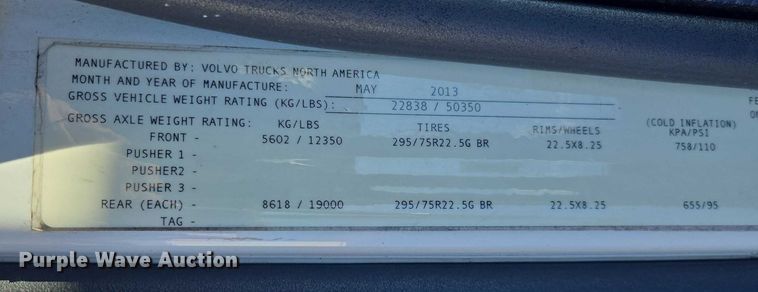 MANUFACTURED BY: VOLVO TRUCKS NORTH AMERICA
MONTH AND YEAR OF MANUFACTURE: MAY 2013
GROSS VEHICLE WEIGHT RATING (KG/LBS): 22838 / 50350
GROSS AXLE WEIGHT RATING: KG/LBS TIRES RIMS/WHEELS (COLD INFLATION) KPA/PSI
FRONT - 5602 / 12350 295/75R22.5G BR 22.5X8.25 758/110
PUSHER 1 -
PUSHER2 -
PUSHER 3 -
REAR (EACH) - 8618 / 19000 295/75R22.5G BR 22.5X8.25 655/95
TAG -
Purple Wave Auction